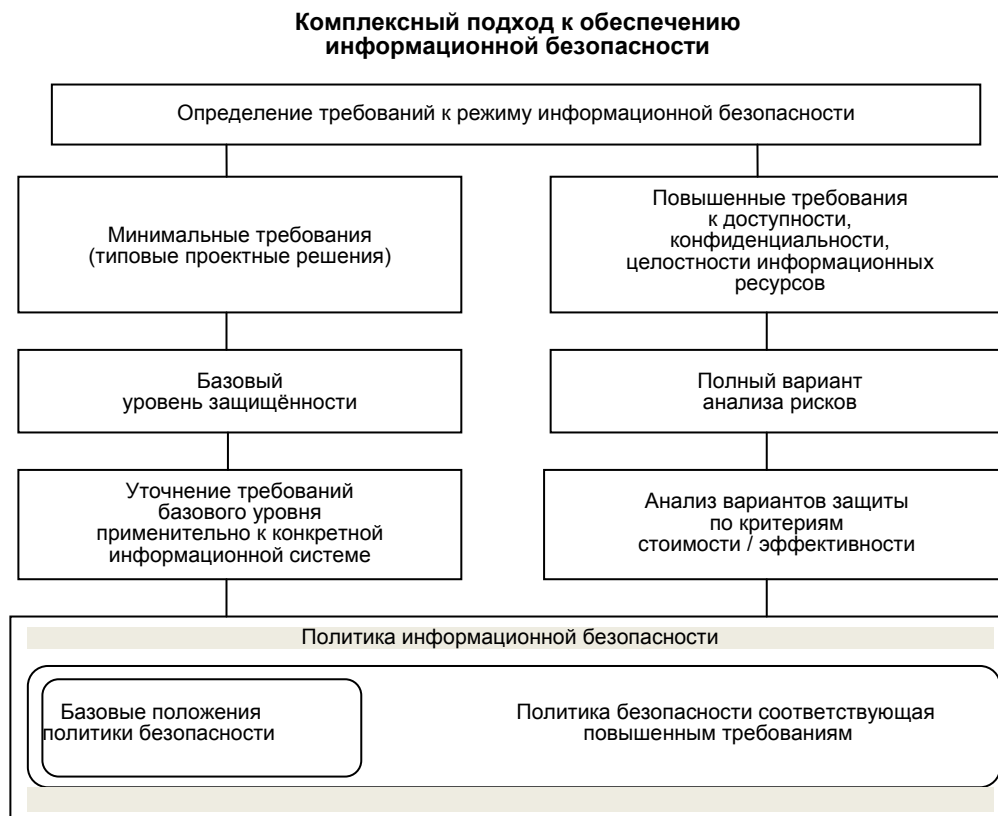 Комплексный подход к обеспечению
информационной безопасности
Определение требований к режиму информационной безопасности
Минимальные требования
(типовые проектные решения)
Повышенные требования
к доступности,
конфиденциальности,
целостности информационных
ресурсов
Базовый
уровень защищённости
Полный вариант
анализа рисков
Уточнение требований
базового уровня
применительно к конкретной
информационной системе
Анализ вариантов защиты
по критериям
стоимости / эффективности
Политика информационной безопасности
Базовые положения
политики безопасности
Политика безопасности соответствующая
повышенным требованиям